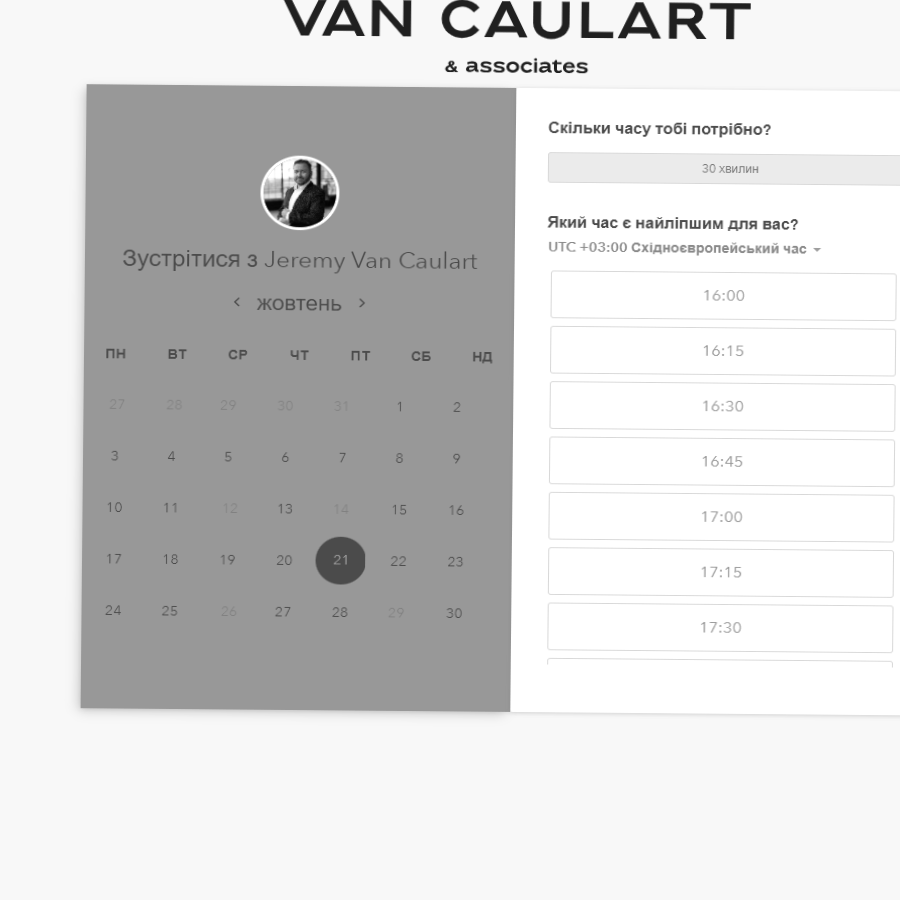 VAN CAULART
& associates
Зустрітися з Jeremy Van Caulart
‹ жовтень ›
ПН ВТ СР ЧТ ПТ СБ НД
27 28 29 30 31 1 2
3 4 5 6 7 8 9
10 11 12 13 14 15 16
17 18 19 20 21 22 23
24 25 26 27 28 29 30
Скільки часу тобі потрібно?
30 хвилин
Який час є найліпшим для вас?
UTC +03:00 Східноєвропейський час
16:00
16:15
16:30
16:45
17:00
17:15
17:30